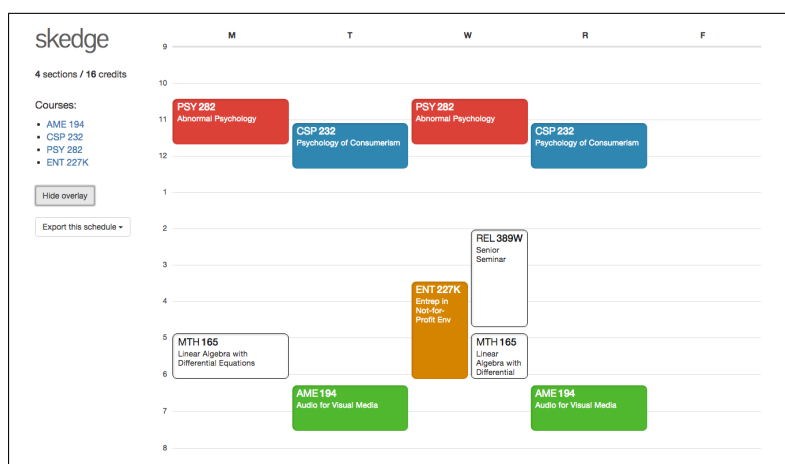 skedge
4 sections / 16 credits
Courses:
AME 194
CSP 232
PSY 282
ENT 227K
Hide overlay
Export this schedule
M T W R F
9
10
11
12
1
2
3
4
5
6
7
8
PSY 282
Abnormal Psychology
CSP 232
Psychology of Consumerism
PSY 282
Abnormal Psychology
CSP 232
Psychology of Consumerism
REL 389W
Senior
Seminar
ENT 227K
Entrep in
Not-for-
Profit Env
MTH 165
Linear Algebra with
Differential Equations
MTH 165
Linear
Algebra with
Differential
AME 194
Audio for Visual Media
AME 194
Audio for Visual Media